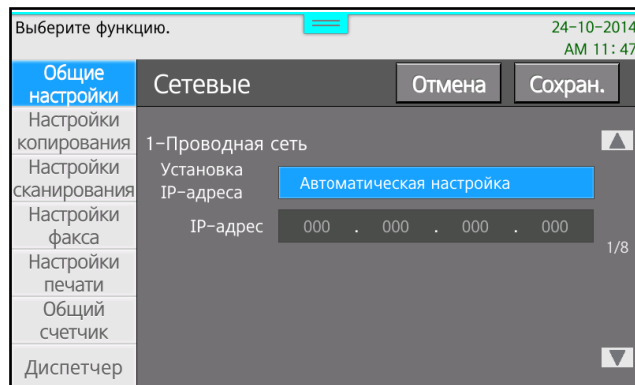 Выберите функцию.
24-10-2014
AM 11:47
Общие
настройки
Сетевые
Отмена
Сохран.
Настройки
копирования
Настройки
сканирования
Настройки
факса
Настройки
печати
Общий
счетчик
Диспетчер
1-Проводная сеть
Установка
IP-адреса
Автоматическая настройка
IP-адрес
000 . 000 . 000 . 000
1/8